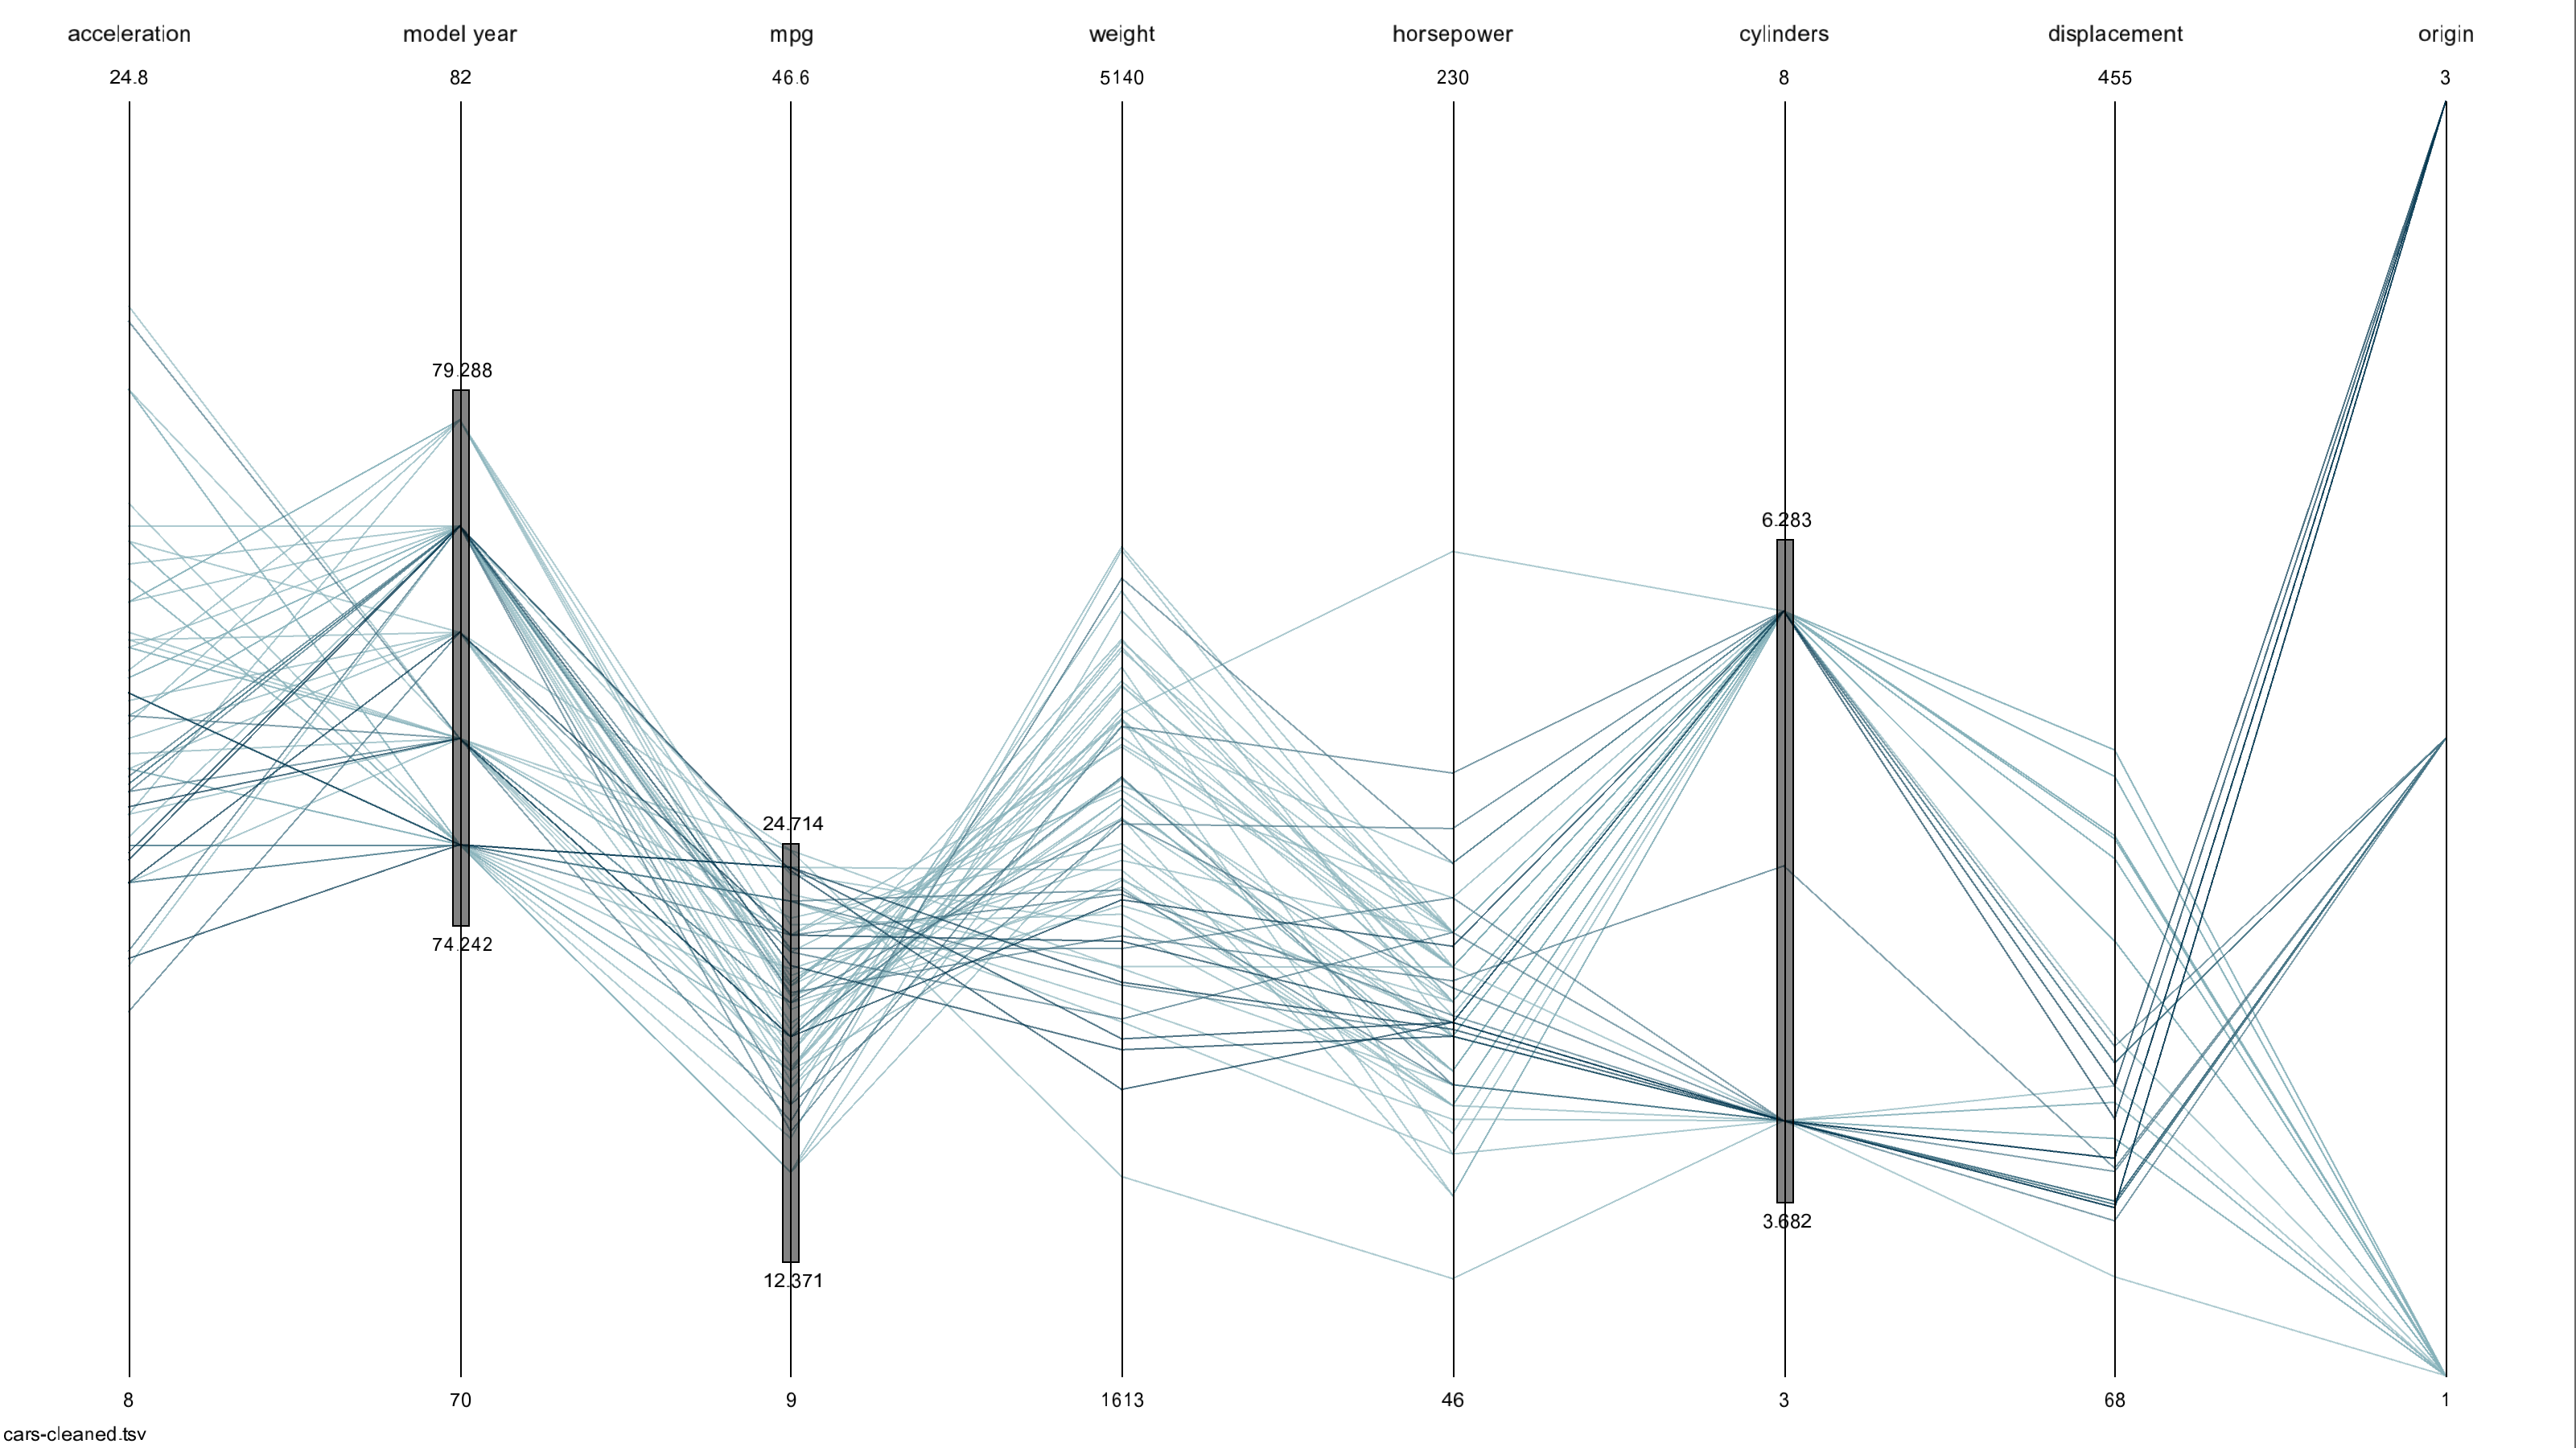 acceleration model year mpg weight horsepower cylinders displacement origin
24.8 82 46.6 5140 230 8 455 3
79.288
6.283
24.714
74.242
3.682
12.371
8 70 9 1613 46 3 68 1
cars-cleaned.tsv